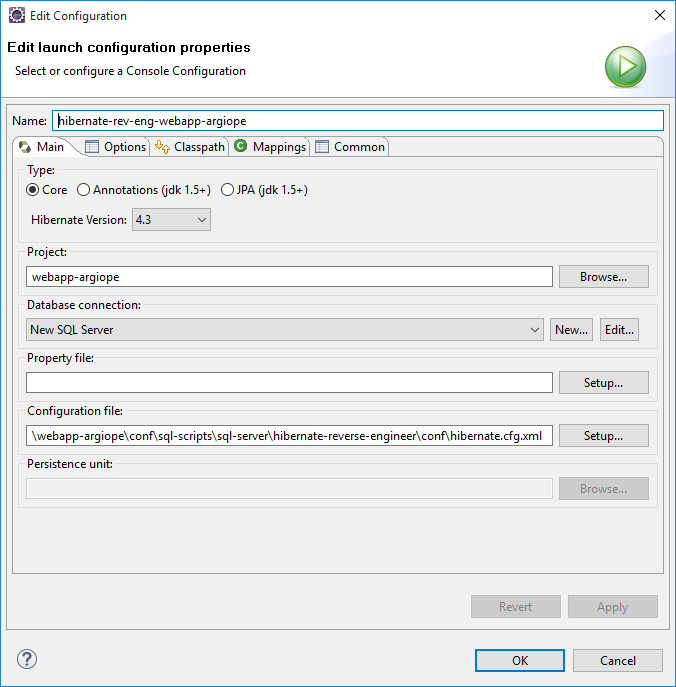 Edit Configuration
Edit launch configuration properties
Select or configure a Console Configuration
Name: hibernate-rev-eng-webapp-argiope
Main Options Classpath Mappings Common
Type:
Core Annotations (jdk 1.5+) JPA (jdk 1.5+)
Hibernate Version: 4.3
Project:
webapp-argiope Browse...
Database connection:
New SQL Server New... Edit...
Property file:
Setup...
Configuration file:
\webapp-argiope\conf\sql-scripts\sql-server\hibernate-reverse-engineer\conf\hibernate.cfg.xml Setup...
Persistence unit:
Browse...
Revert Apply
OK Cancel